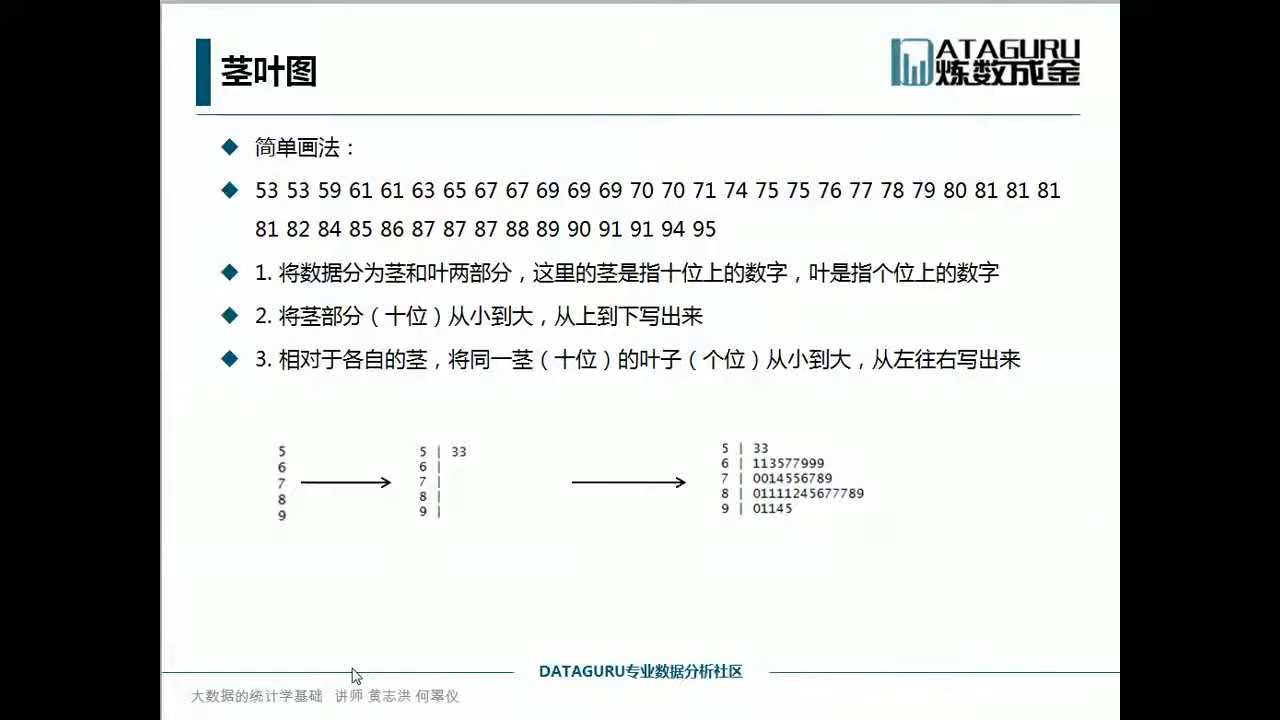 茎叶图
ATAGURU
炼数成金
简单画法：
53 53 59 61 61 63 65 67 67 69 69 69 70 70 71 74 75 75 76 77 78 79 80 81 81 81
81 82 84 85 86 87 87 87 88 89 90 91 91 94 95
1. 将数据分为茎和叶两部分，这里的茎是指十位上的数字，叶是指个位上的数字
2. 将茎部分（十位）从小到大，从上到下写出来
3. 相对于各自的茎，将同一茎（十位）的叶子（个位）从小到大，从左往右写出来
5
6
7
8
9
5 | 33
6 |
7 |
8 |
9 |
5 | 33
6 | 113577999
7 | 0014556789
8 | 01111245677789
9 | 01145
DATAGURU专业数据分析社区
大数据的统计学基础 讲师 黄志洪 何翠仪